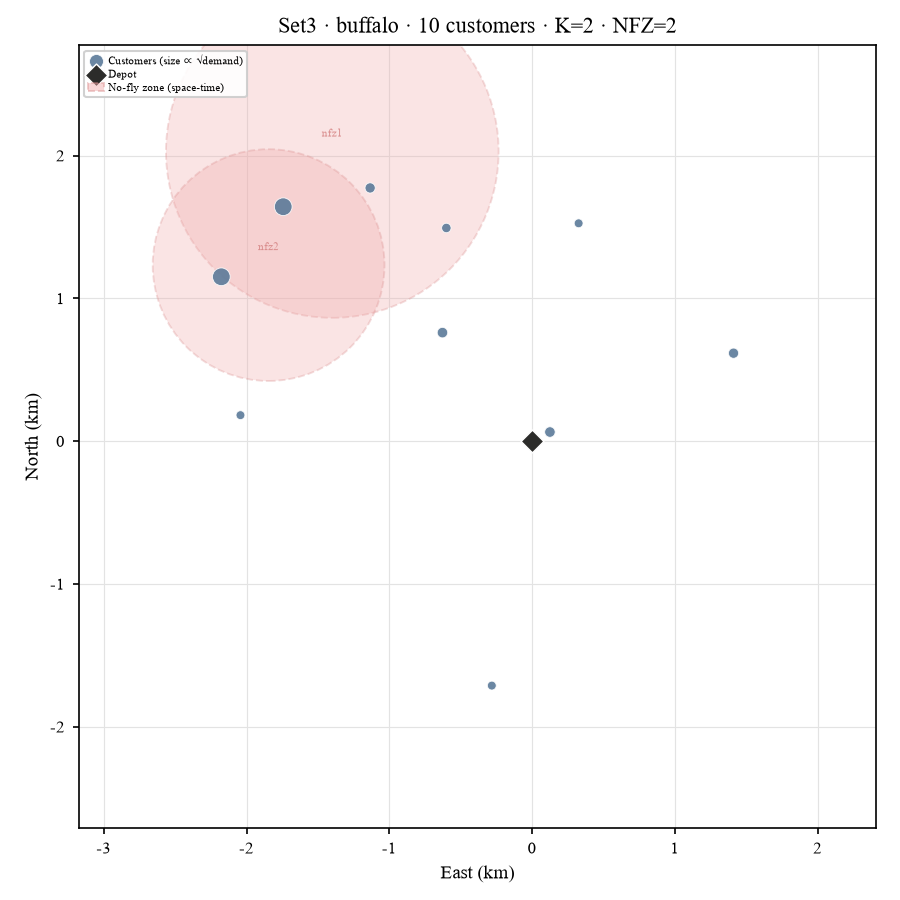 Set3 · buffalo · 10 customers · K=2 · NFZ=2
Customers (size ∝ √demand)
Depot
No-fly zone (space-time)
nfz1
nfz2
North (km)
2
1
0
-1
-2
-3
-2
-1
0
1
2
East (km)